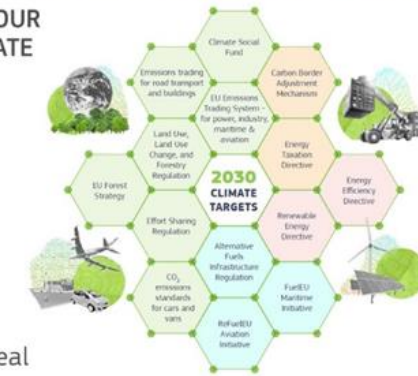 OUR
ATE
Climate Social
Fund
Emissions trading
for road transport
and buildings
Carbon Border
Adjustment
Mechanism
EU Emissions
Trading System -
for power, industry,
maritime &
aviation
Land Use,
Land Use
Change, and
Forestry
Regulation
Energy
Taxation
Directive
2030
CLIMATE
TARGETS
EU Forest
Strategy
Energy
Efficiency
Directive
Effort Sharing
Regulation
Renewable
Energy
Directive
Alternative
Fuels
Infrastructure
Regulation
CO₂
emissions
standards
for cars and
vans
FuelEU
Maritime
Initiative
ReFuelEU
Aviation
Initiative
eal